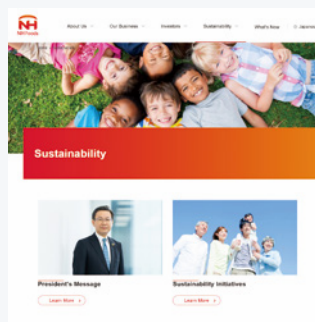 NH Foods
About Us
Our Business
Investors
Sustainability
What's New
Sustainability
President's Message
Sustainability Initiatives
Learn More
Learn More